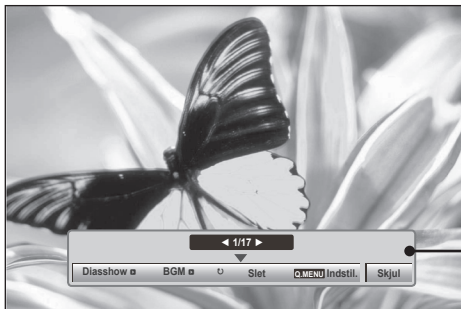 ◀ 1/17 ▶
Diasshow BGM ↻ Slet Q.MENU Indstil. Skjul